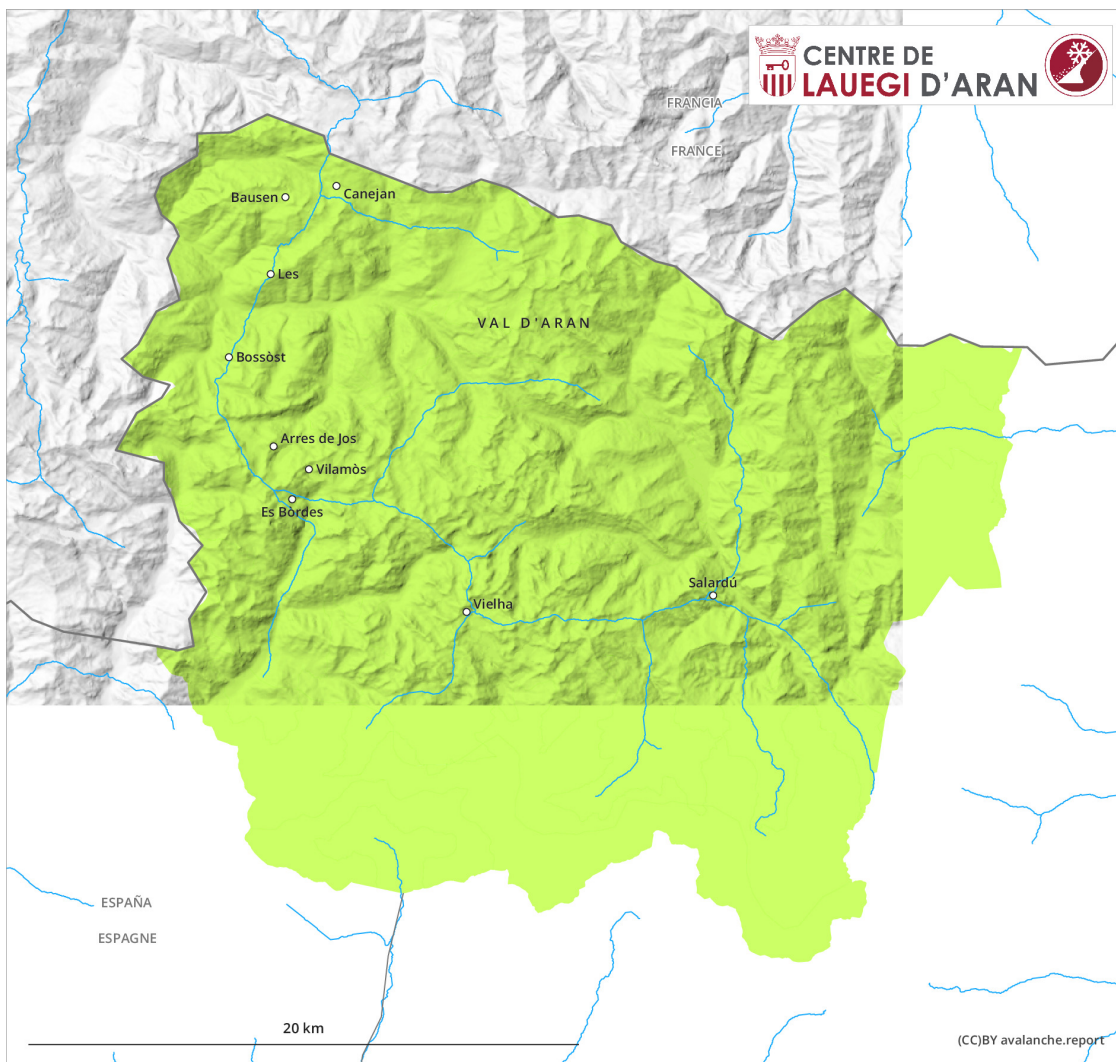 CENTRE DE
LAUEGI D'ARAN
FRANCIA
FRANCE
Bausen
Canejan
Les
VAL D'ARAN
Bossòst
Arres de Jos
Vilamòs
Es Bòrdes
Salardú
Vielha
ESPAÑA
ESPAGNE
20 km
(CC)BY avalanche.report